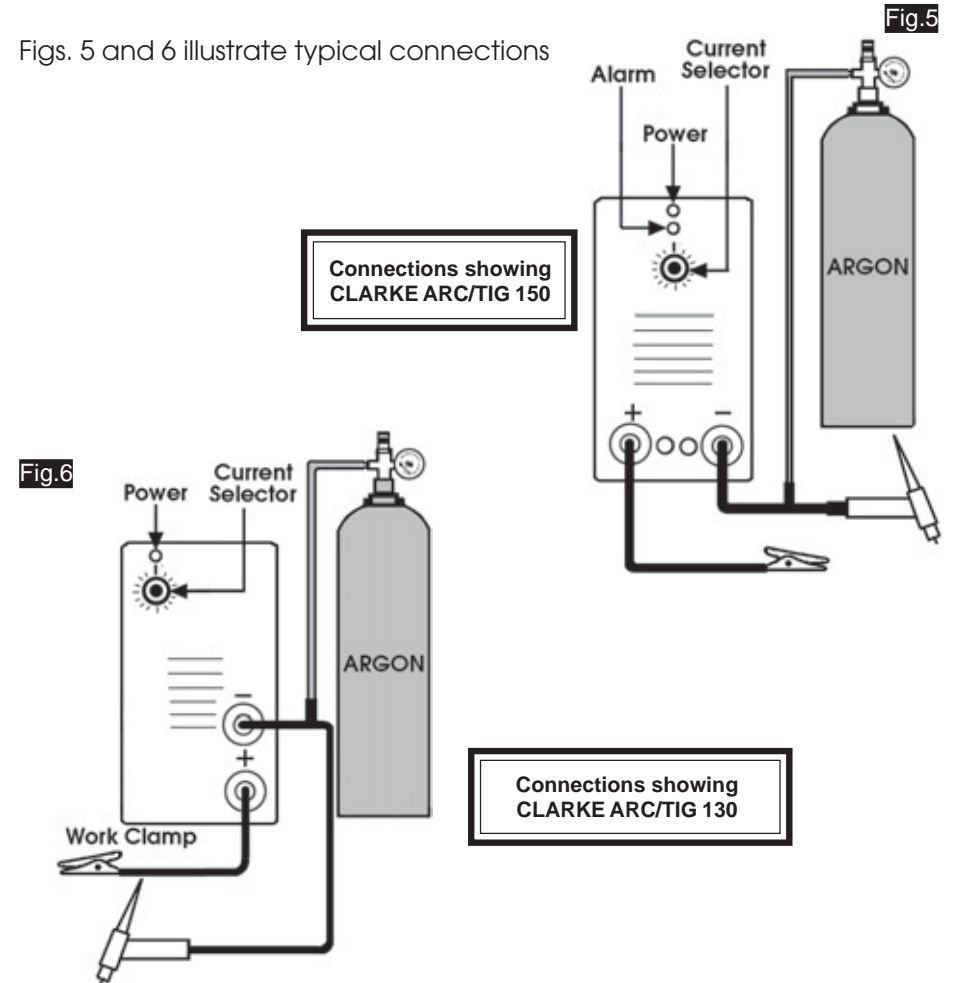 Fig.5
Figs. 5 and 6 illustrate typical connections
Current
Selector
Alarm
Power
ARGON
Connections showing
CLARKE ARC/TIG 150
+ −
Fig.6
Current
Selector
Power
ARGON
−
+
Connections showing
CLARKE ARC/TIG 130
Work Clamp